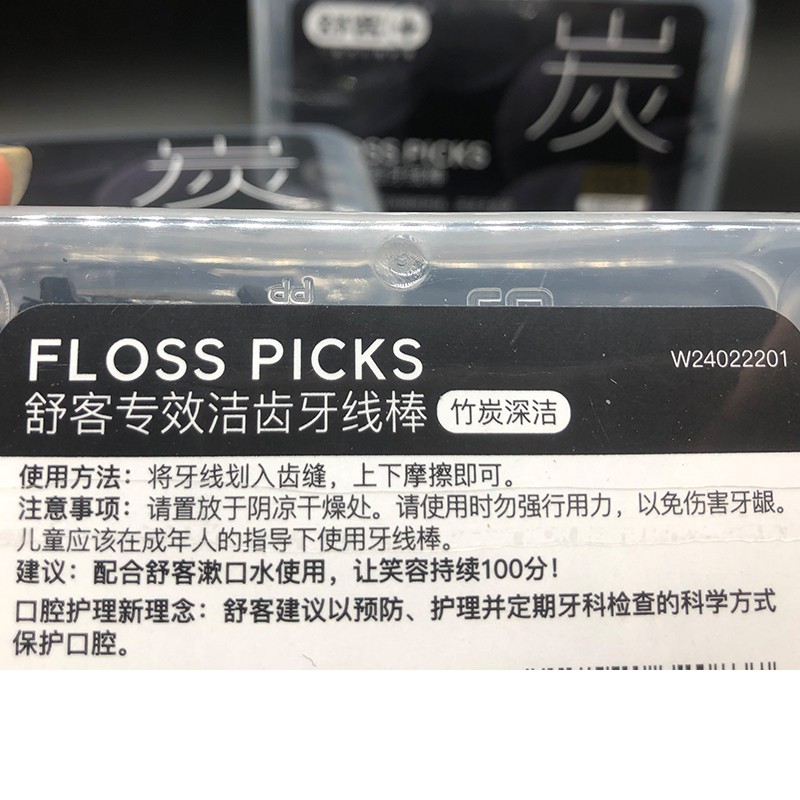 炭
炭
FLOSS PICKS
W24022201
舒客专效洁齿牙线棒 竹炭深洁
使用方法：将牙线划入齿缝，上下摩擦即可。
注意事项：请置放于阴凉干燥处。请使用时勿强行用力，以免伤害牙龈。
儿童应该在成年人的指导下使用牙线棒。
建议：配合舒客漱口水使用，让笑容持续100分！
口腔护理新理念：舒客建议以预防、护理并定期牙科检查的科学方式
保护口腔。